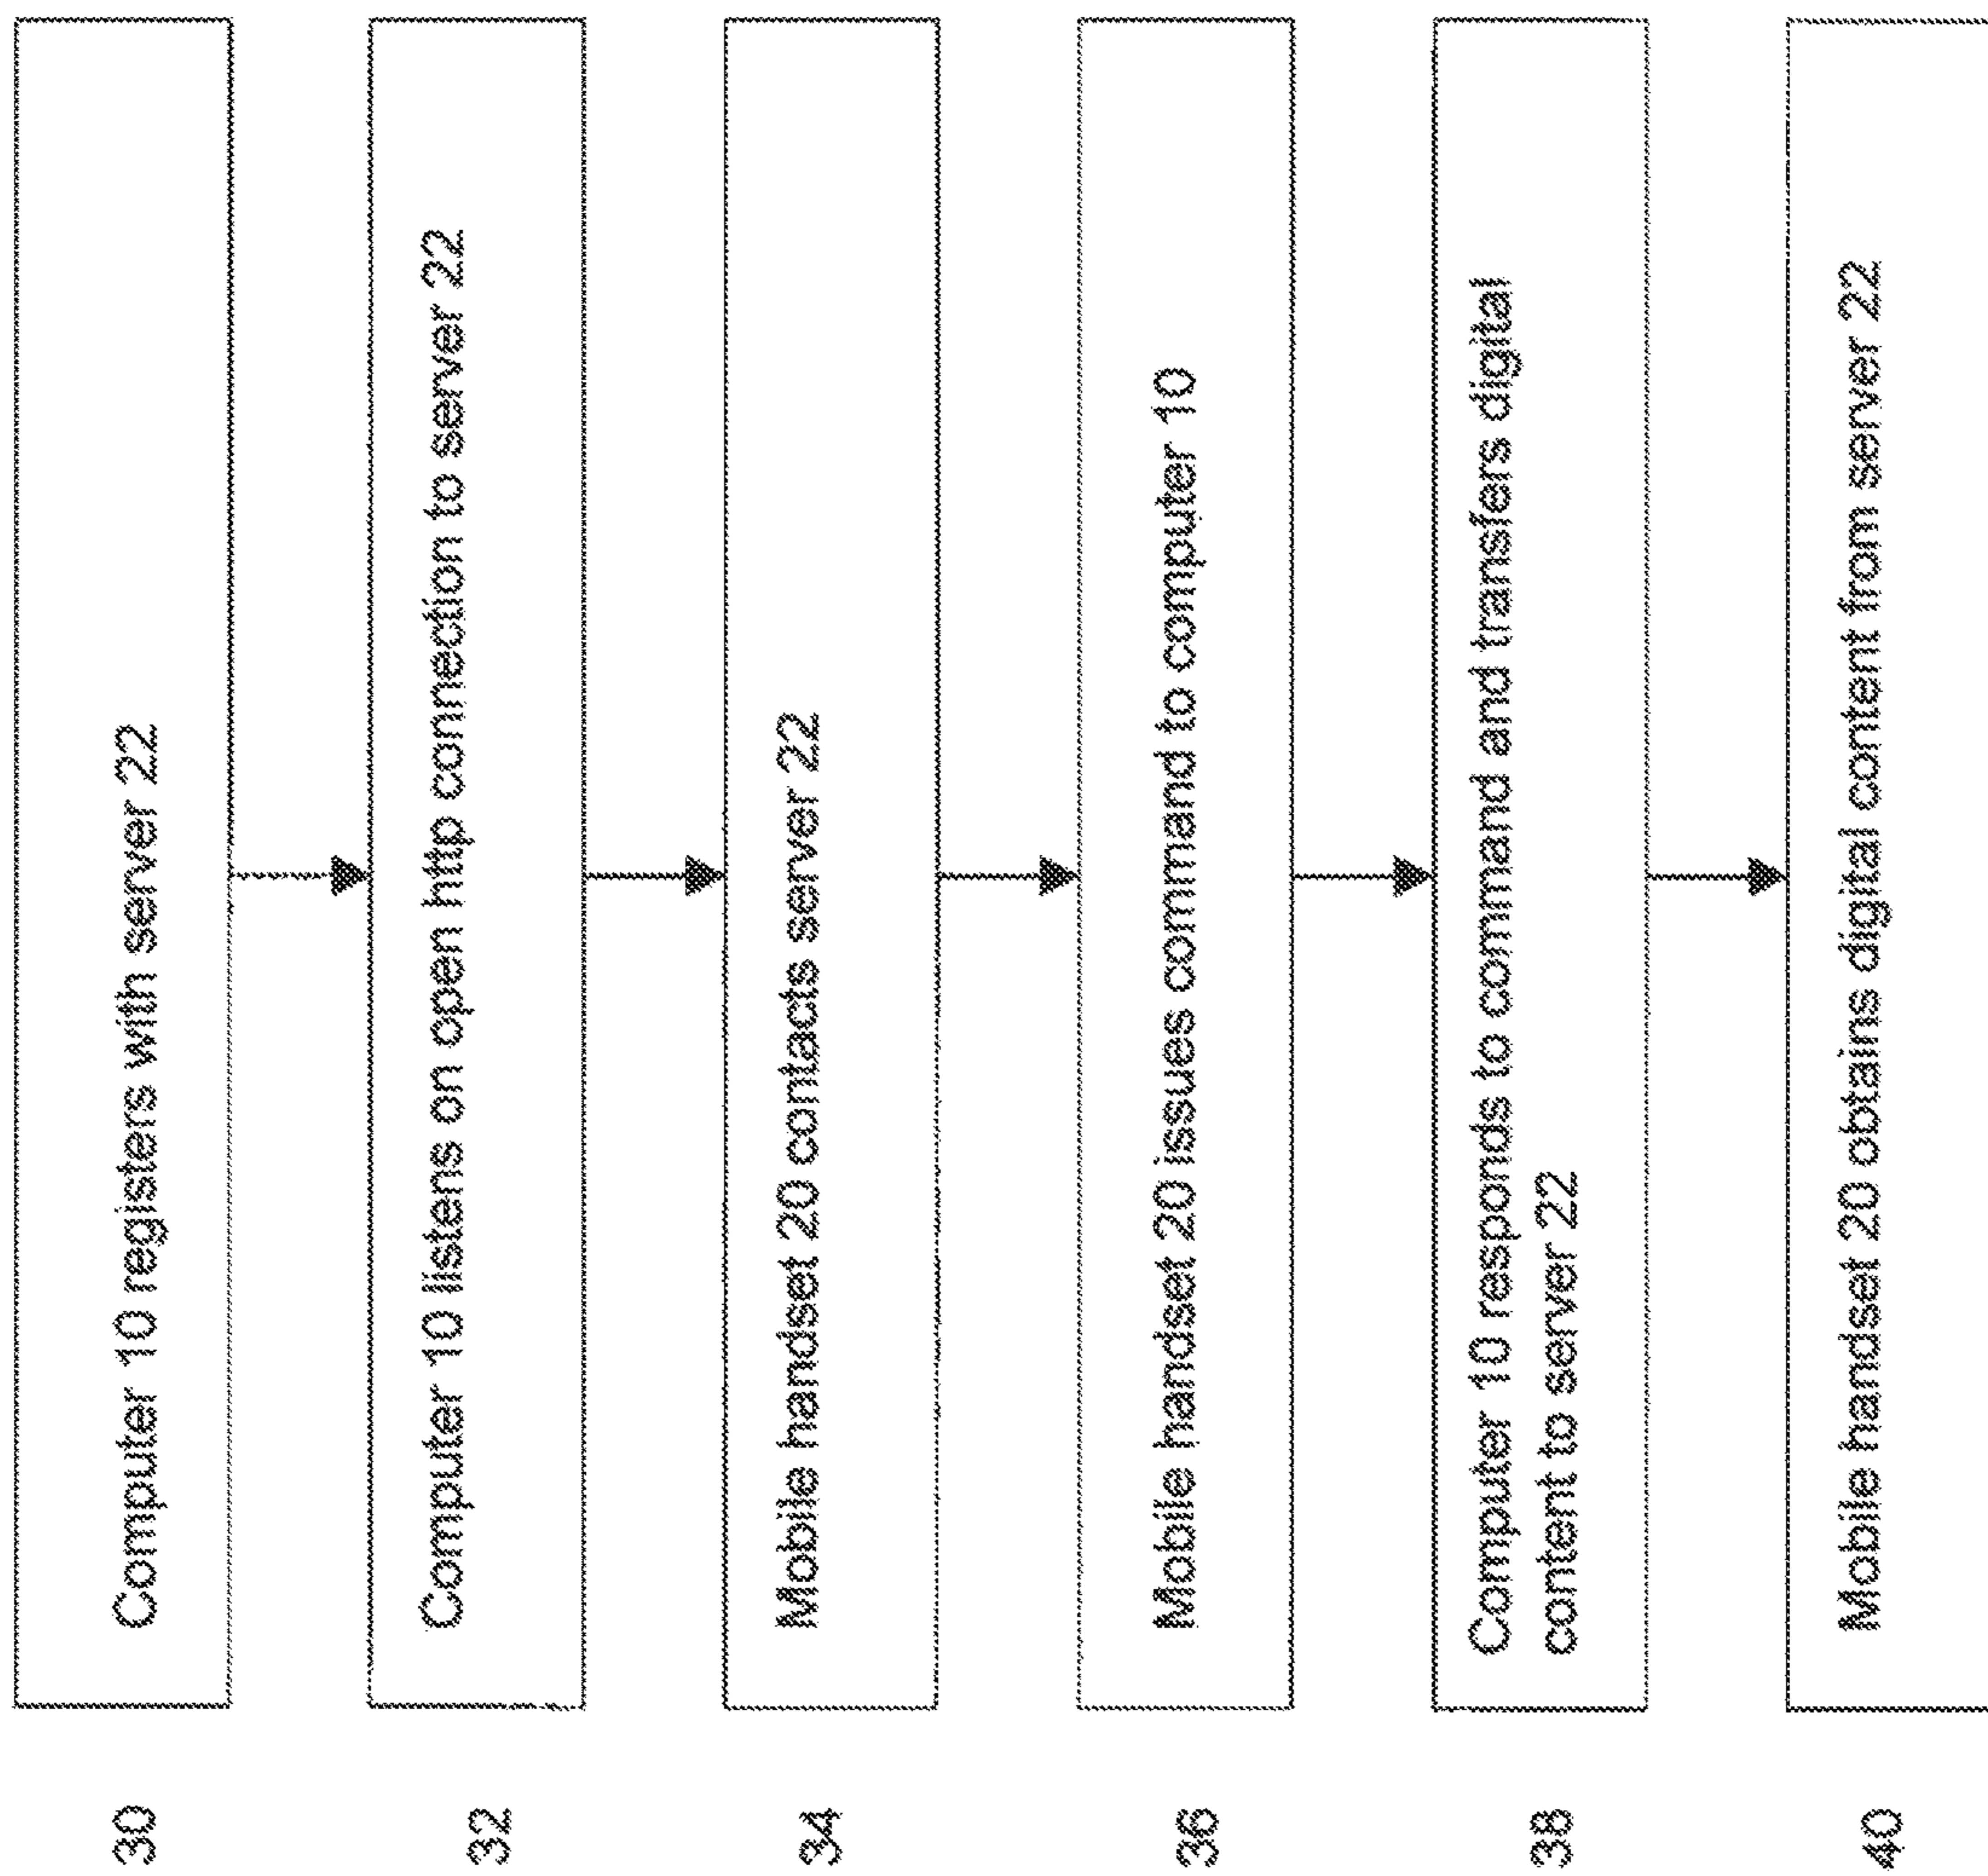 30
Computer 10 registers with server 22
32
Computer 10 listens on open http connection to server 22
34
Mobile handset 20 contacts server 22
36
Mobile handset 20 issues command to computer 10
38
Computer 10 responds to command and transfers digital
content to server 22
40
Mobile handset 20 obtains digital content from server 22